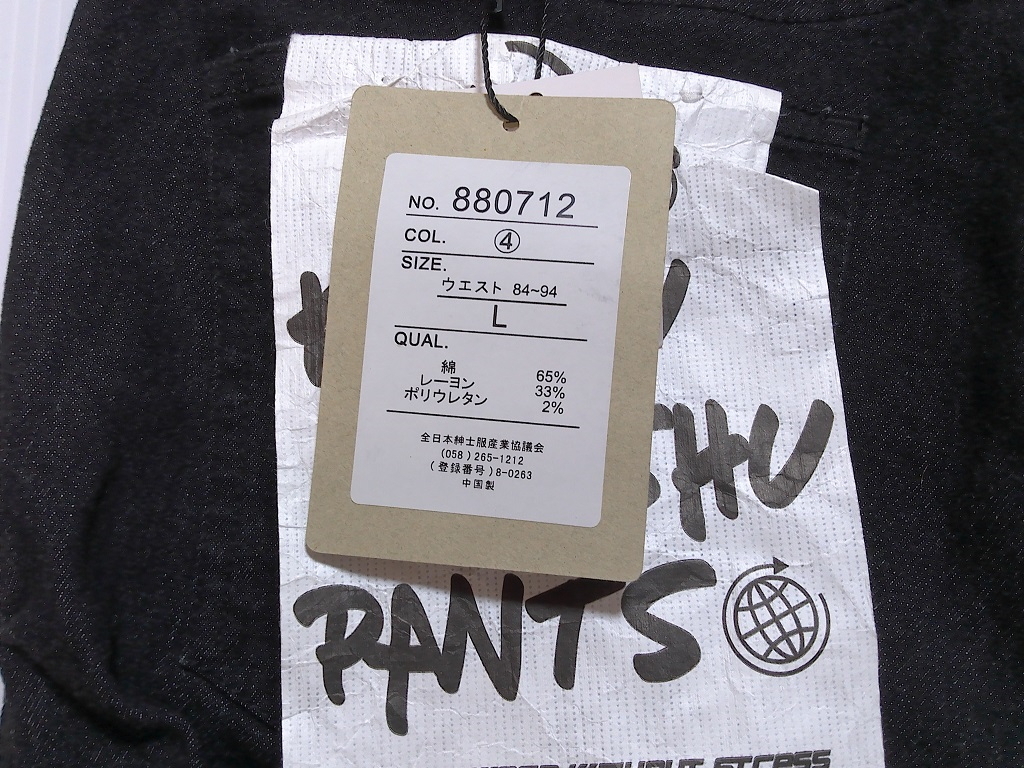 NO. 880712
COL. ④
SIZE.
ウエスト 84~94
L
QUAL.
綿 65%
レーヨン 33%
ポリウレタン 2%
全日本紳士服産業協議会
(058)265-1212
(登録番号)8-0263
中国製
PANTS
WITHOUT STRESS